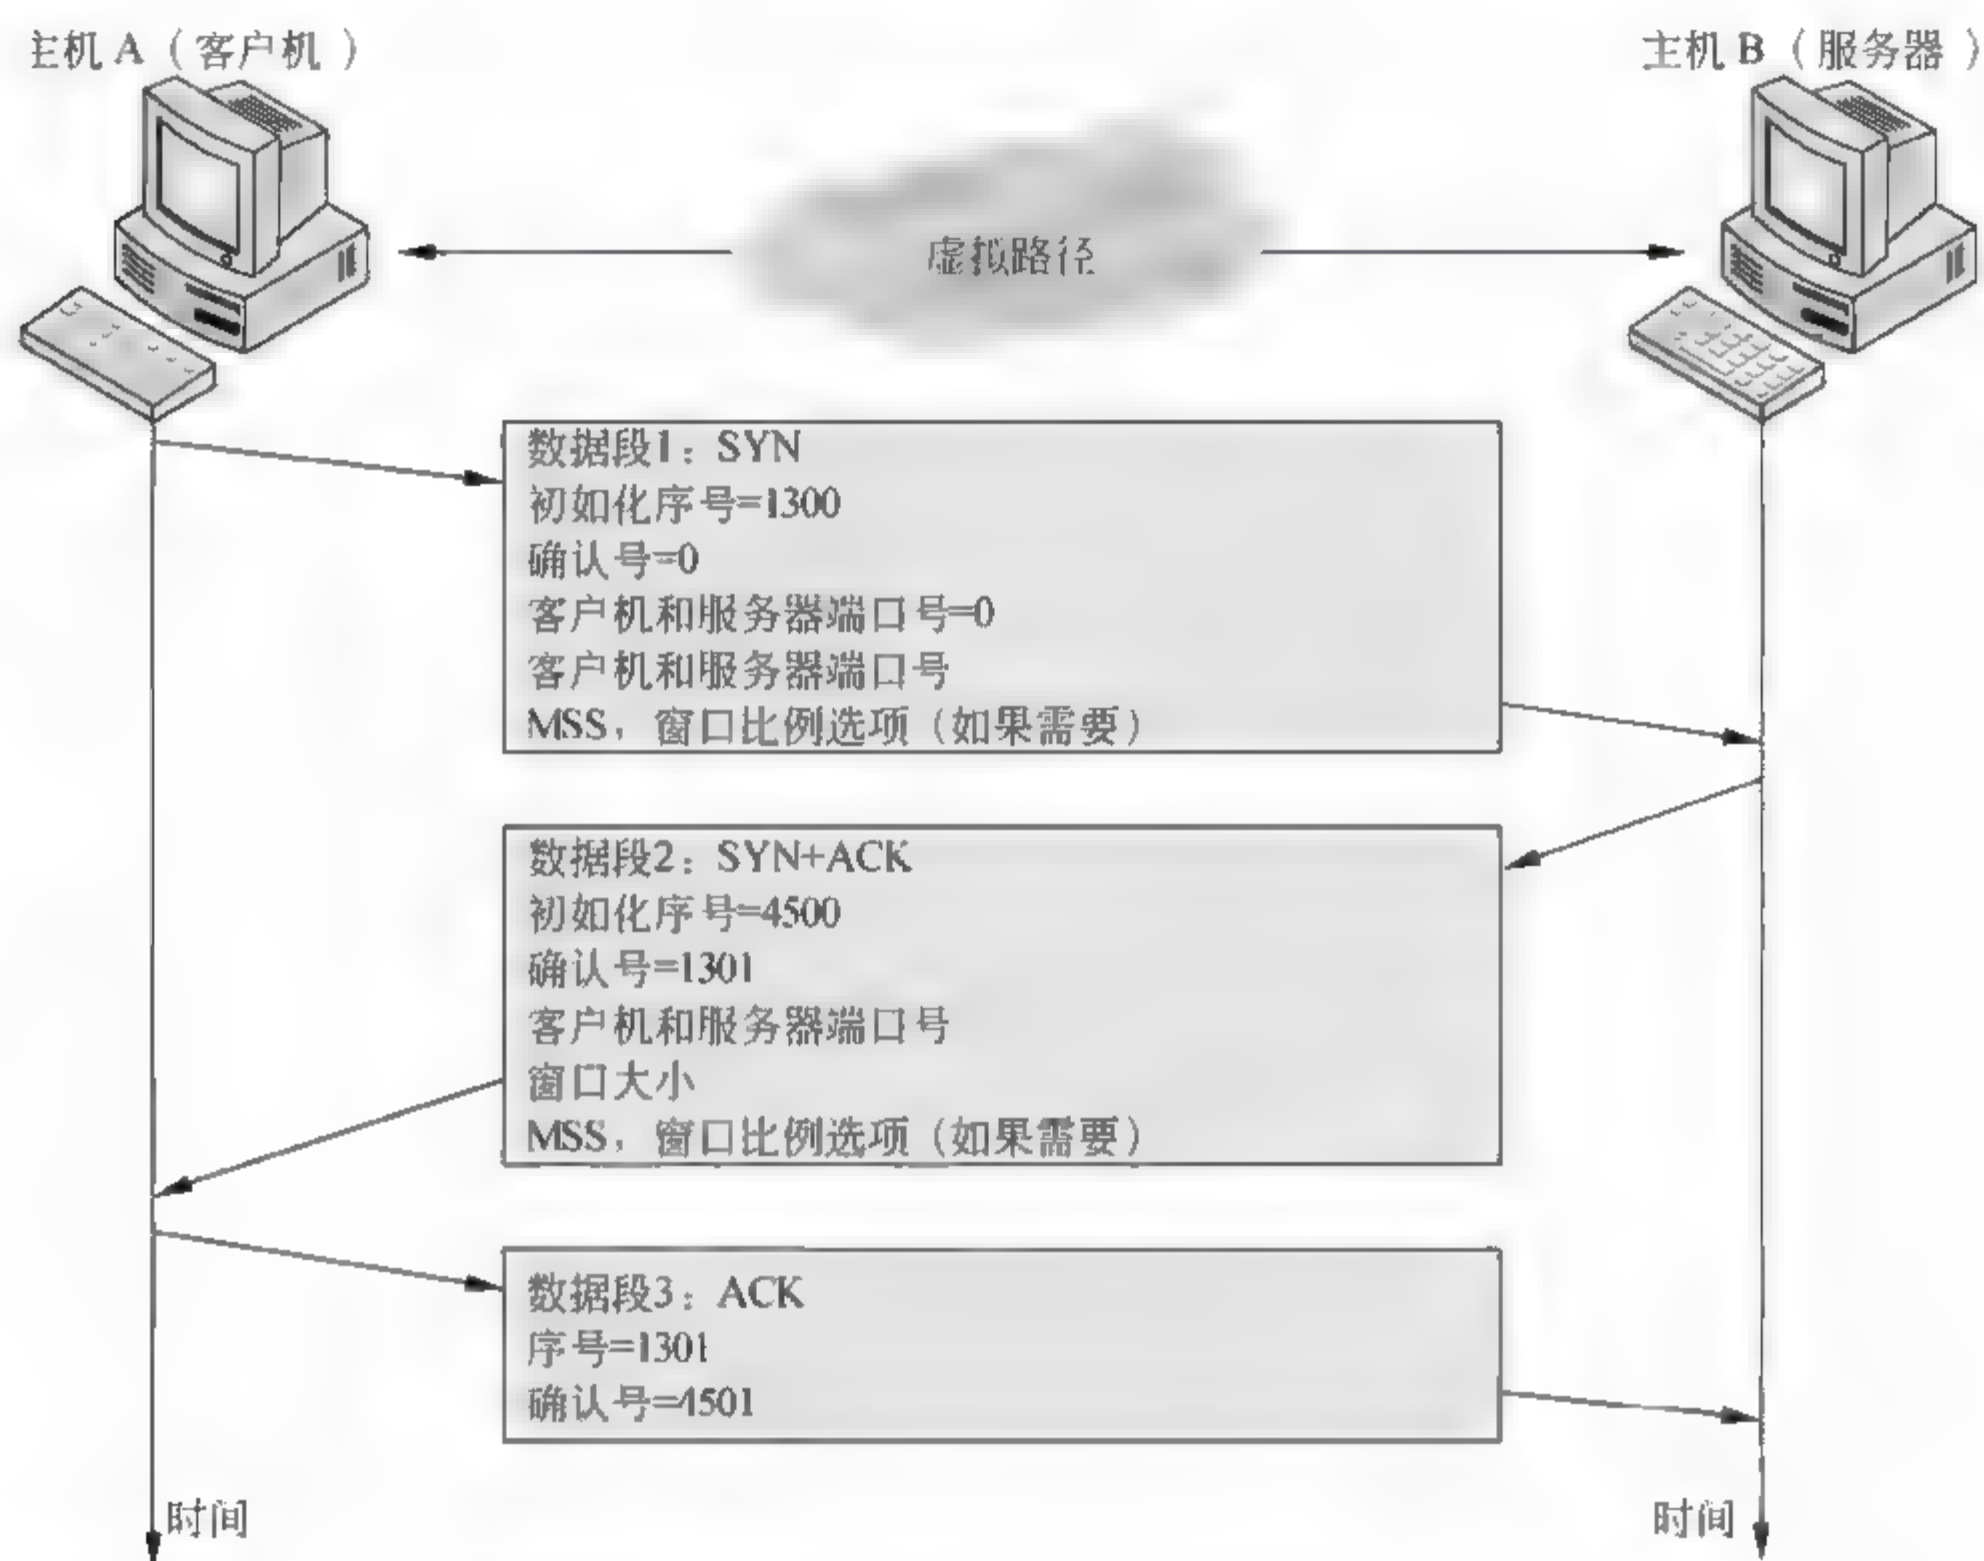 主机 A（客户机）
主机 B（服务器）
虚拟路径
数据段1：SYN
初始化序号=1300
确认号=0
客户机和服务器端口号=0
客户机和服务器端口号
MSS，窗口比例选项（如果需要）
数据段2：SYN+ACK
初始化序号=4500
确认号=1301
客户机和服务器端口号
窗口大小
MSS，窗口比例选项（如果需要）
数据段3：ACK
序号=1301
确认号=4501
时间
时间